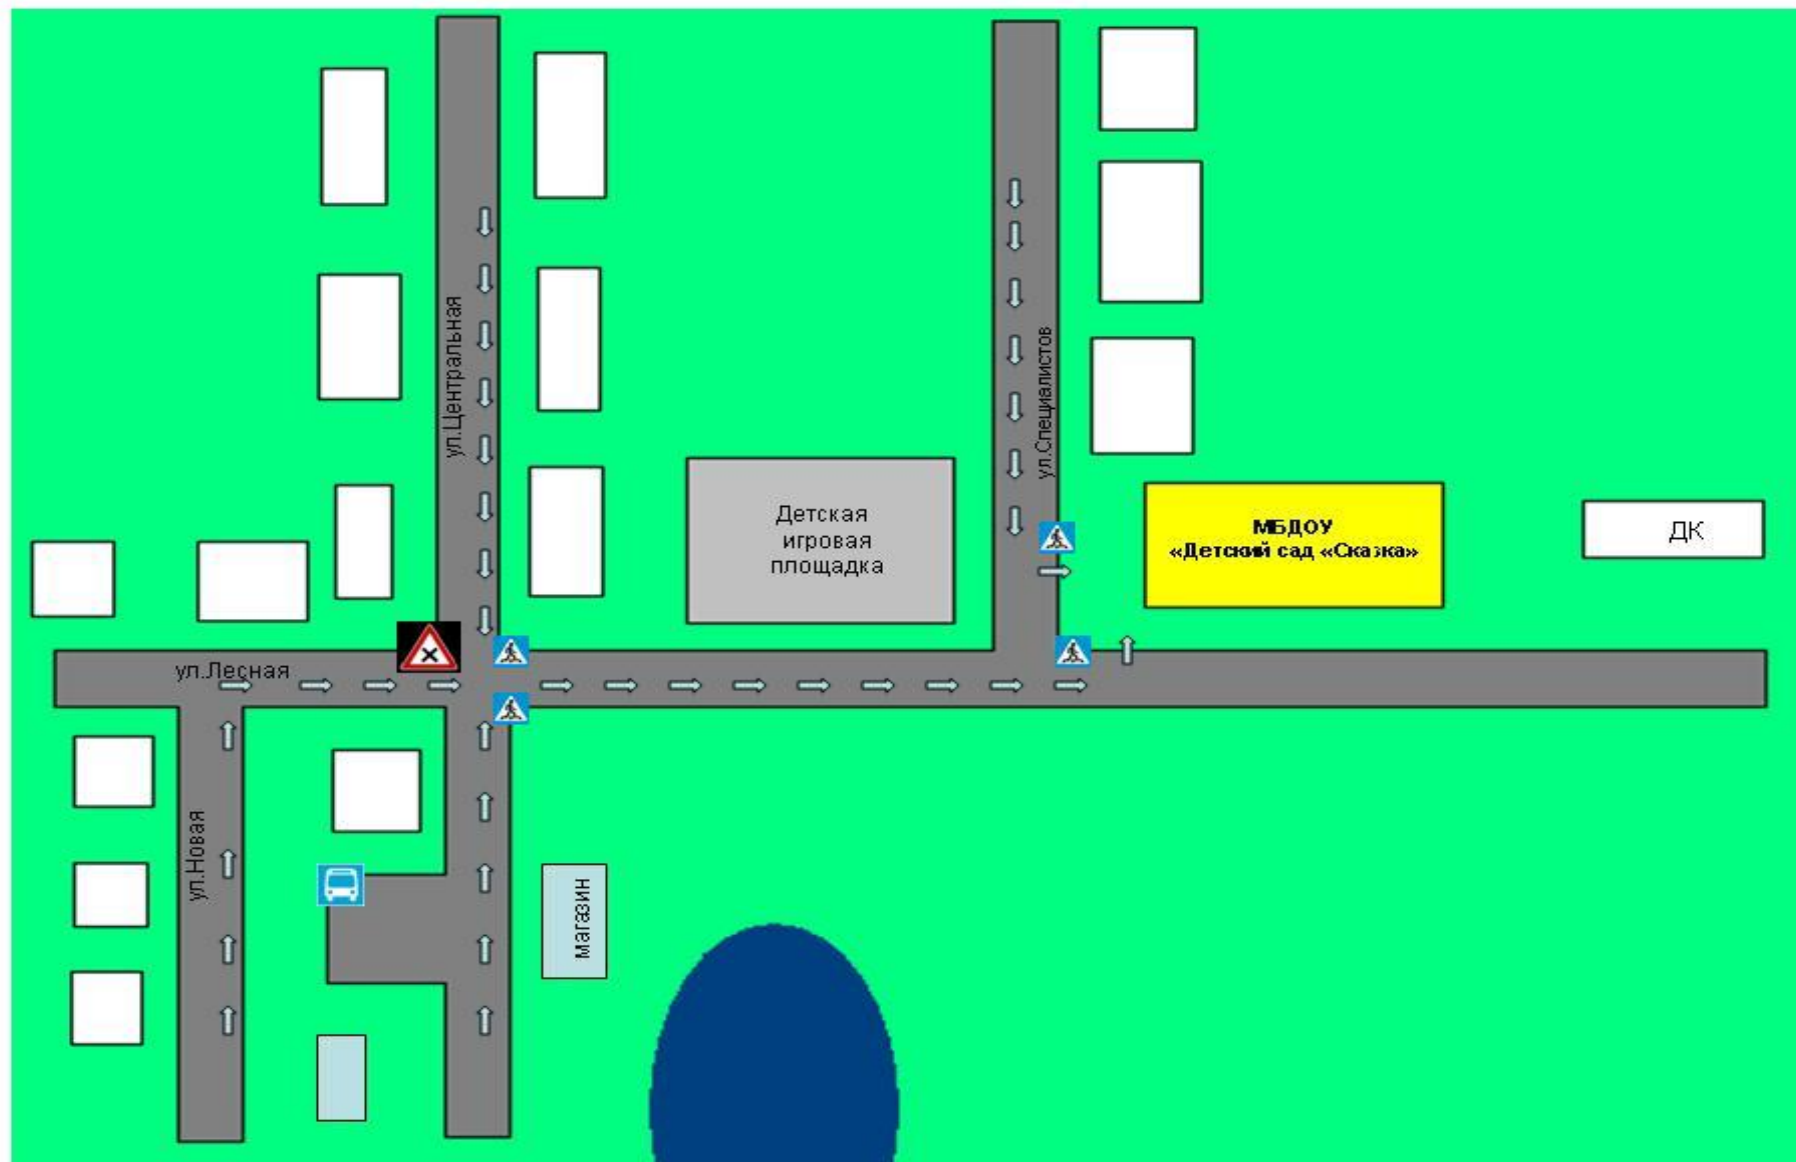 ул.Центральная
ул.Специалистов
Детская
игровая
площадка
МБДОУ
«Детский сад «Сказка»
ДК
ул.Лесная
ул.Новая
магазин